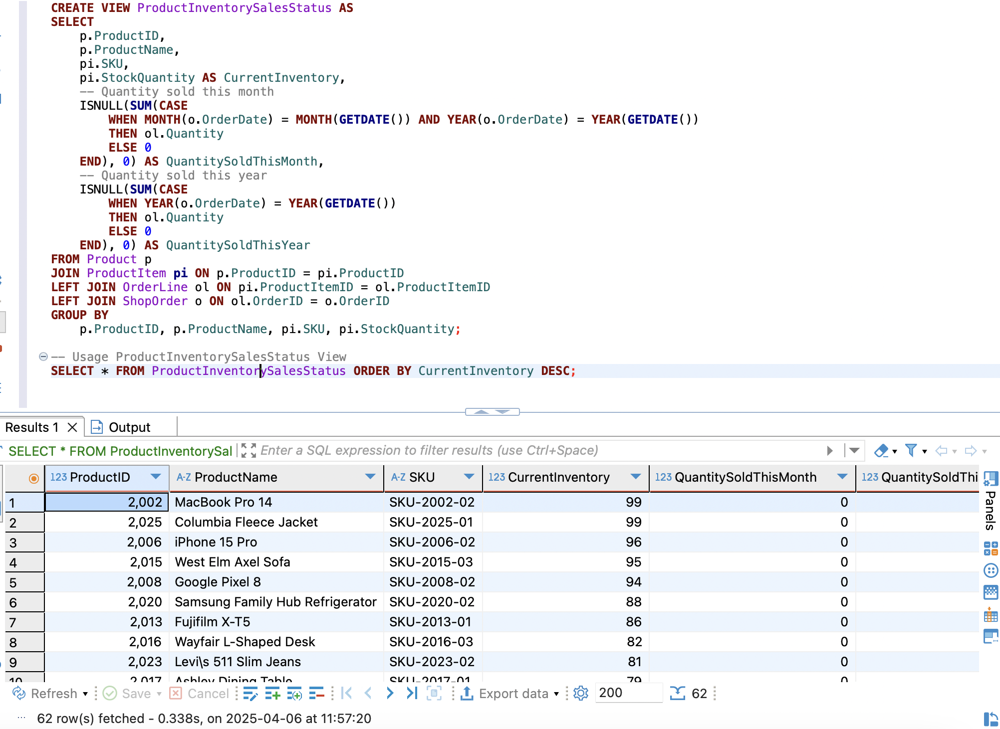 CREATE VIEW ProductInventorySalesStatus AS
SELECT
    p.ProductID,
    p.ProductName,
    pi.SKU,
    pi.StockQuantity AS CurrentInventory,
    -- Quantity sold this month
    ISNULL(SUM(CASE
        WHEN MONTH(o.OrderDate) = MONTH(GETDATE()) AND YEAR(o.OrderDate) = YEAR(GETDATE())
        THEN ol.Quantity
        ELSE 0
    END), 0) AS QuantitySoldThisMonth,
    -- Quantity sold this year
    ISNULL(SUM(CASE
        WHEN YEAR(o.OrderDate) = YEAR(GETDATE())
        THEN ol.Quantity
        ELSE 0
    END), 0) AS QuantitySoldThisYear
FROM Product p
JOIN ProductItem pi ON p.ProductID = pi.ProductID
LEFT JOIN OrderLine ol ON pi.ProductItemID = ol.ProductItemID
LEFT JOIN ShopOrder o ON ol.OrderID = o.OrderID
GROUP BY
    p.ProductID, p.ProductName, pi.SKU, pi.StockQuantity;
-- Usage ProductInventorySalesStatus View
SELECT * FROM ProductInventorySalesStatus ORDER BY CurrentInventory DESC;
Results 1 Output
SELECT * FROM ProductInventorySal Enter a SQL expression to filter results (use Ctrl+Space)
123 ProductID A-Z ProductName A-Z SKU 123 CurrentInventory 123 QuantitySoldThisMonth 123 QuantitySoldThi
1 2,002 MacBook Pro 14 SKU-2002-02 99 0
2 2,025 Columbia Fleece Jacket SKU-2025-01 99 0
3 2,006 iPhone 15 Pro SKU-2006-02 96 0
4 2,015 West Elm Axel Sofa SKU-2015-03 95 0
5 2,008 Google Pixel 8 SKU-2008-02 94 0
6 2,020 Samsung Family Hub Refrigerator SKU-2020-02 88 0
7 2,013 Fujifilm X-T5 SKU-2013-01 86 0
8 2,016 Wayfair L-Shaped Desk SKU-2016-03 82 0
9 2,023 Levi\s 511 Slim Jeans SKU-2023-02 81 0
10 2,017 Ashley Dining Table SKU-2017-01 79 0
Panels
Refresh Save Cancel Export data 200 62
62 row(s) fetched - 0.338s, on 2025-04-06 at 11:57:20